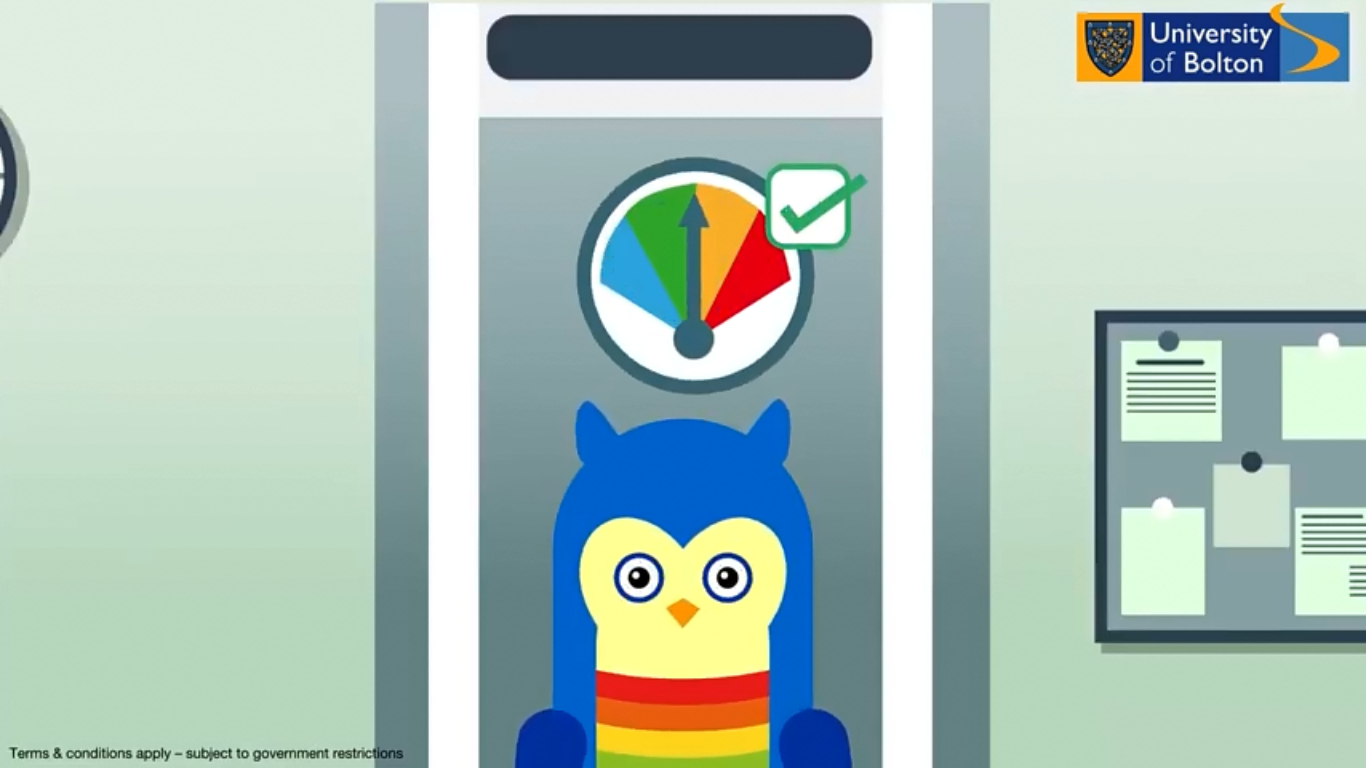 University
of Bolton
Terms & conditions apply – subject to government restrictions